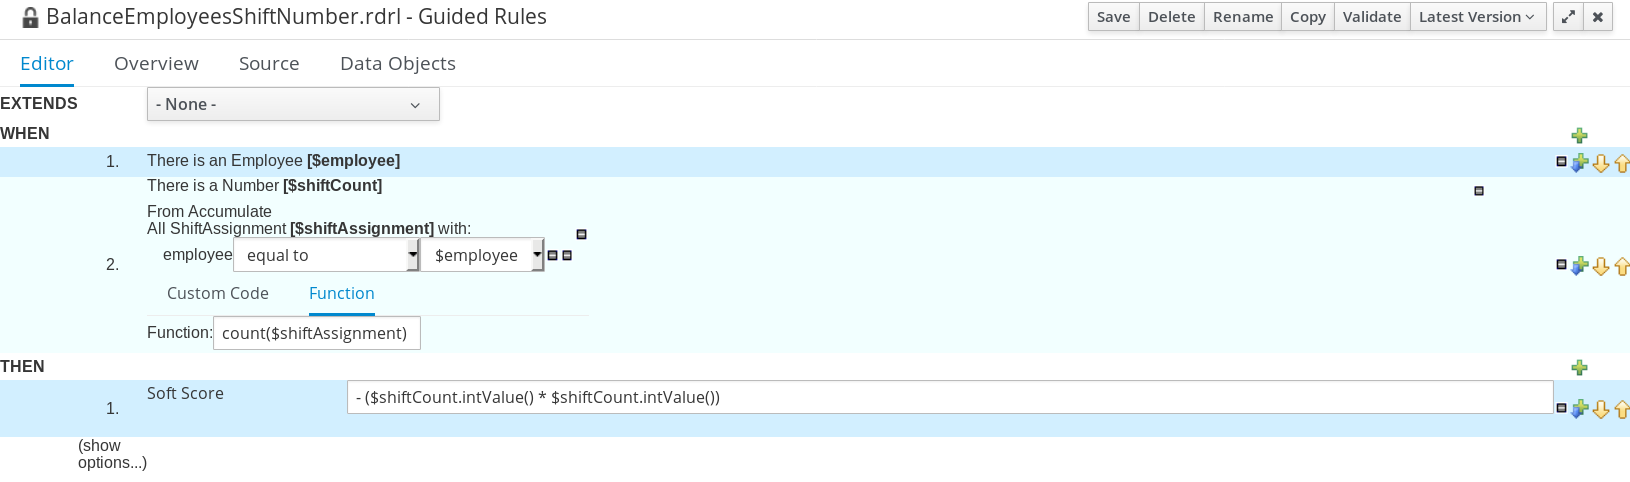 BalanceEmployeesShiftNumber.rdrl - Guided Rules
Save Delete Rename Copy Validate Latest Version
Editor Overview Source Data Objects
EXTENDS - None -
WHEN
1. There is an Employee [$employee]
There is a Number [$shiftCount]
From Accumulate
All ShiftAssignment [$shiftAssignment] with:
employee equal to $employee
2.
Custom Code Function
Function: count($shiftAssignment)
THEN
1. Soft Score - ($shiftCount.intValue() * $shiftCount.intValue())
(show
options...)